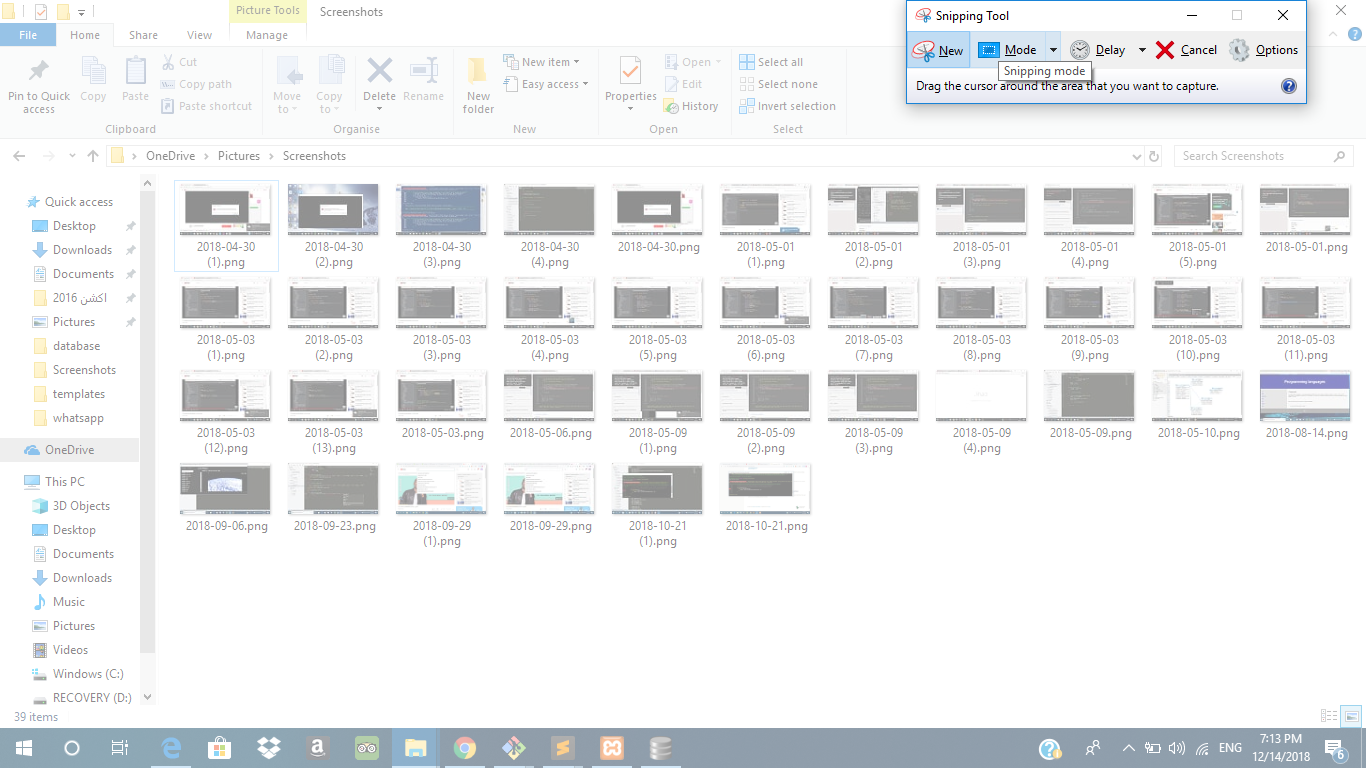 Picture Tools
Screenshots
File
Home
Share
View
Manage
Pin to Quick
access
Copy
Paste
Cut
Copy path
Paste shortcut
Clipboard
Move
to
Copy
to
Delete
Rename
Organise
New
folder
New item
Easy access
New
Properties
Open
Edit
History
Open
Select all
Select none
Invert selection
Select
Snipping Tool
New
Mode
Delay
Cancel
Options
Snipping mode
Drag the cursor around the area that you want to capture.
OneDrive
Pictures
Screenshots
Search Screenshots
Quick access
Desktop
Downloads
Documents
اكشن 2016
Pictures
database
Screenshots
templates
whatsapp
OneDrive
This PC
3D Objects
Desktop
Documents
Downloads
Music
Pictures
Videos
Windows (C:)
RECOVERY (D:)
2018-04-30
(1).png
2018-04-30
(2).png
2018-04-30
(3).png
2018-04-30
(4).png
2018-04-30.png
2018-05-01
(1).png
2018-05-01
(2).png
2018-05-01
(3).png
2018-05-01
(4).png
2018-05-01
(5).png
2018-05-01.png
2018-05-03
(1).png
2018-05-03
(2).png
2018-05-03
(3).png
2018-05-03
(4).png
2018-05-03
(5).png
2018-05-03
(6).png
2018-05-03
(7).png
2018-05-03
(8).png
2018-05-03
(9).png
2018-05-03
(10).png
2018-05-03
(11).png
2018-05-03
(12).png
2018-05-03
(13).png
2018-05-03.png
2018-05-06.png
2018-05-09
(1).png
2018-05-09
(2).png
2018-05-09
(3).png
2018-05-09
(4).png
2018-05-09.png
2018-05-10.png
Programming languages
2018-08-14.png
2018-09-06.png
2018-09-23.png
2018-09-29
(1).png
2018-09-29.png
2018-10-21
(1).png
2018-10-21.png
39 items
ENG
7:13 PM
12/14/2018
6